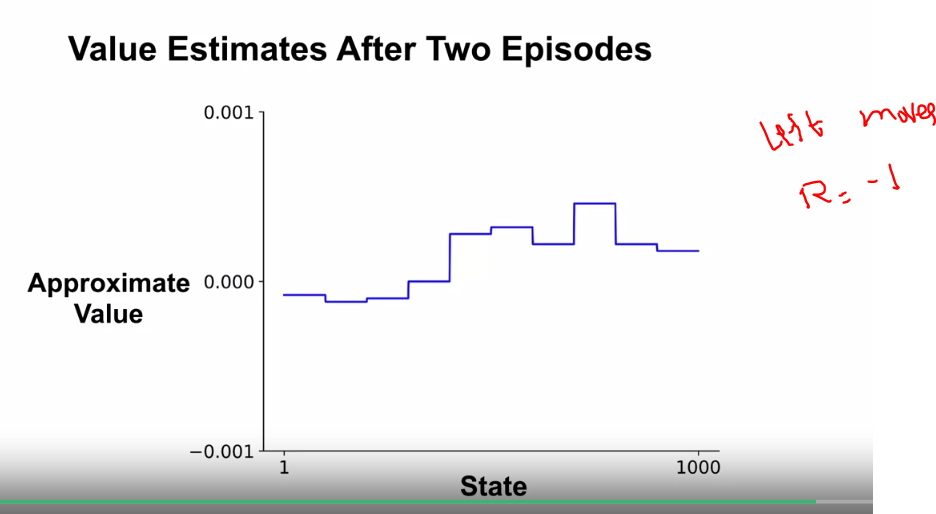 Value Estimates After Two Episodes
0.001
Left moves
R = -1
Approximate
Value
0.000
−0.001
1
1000
State